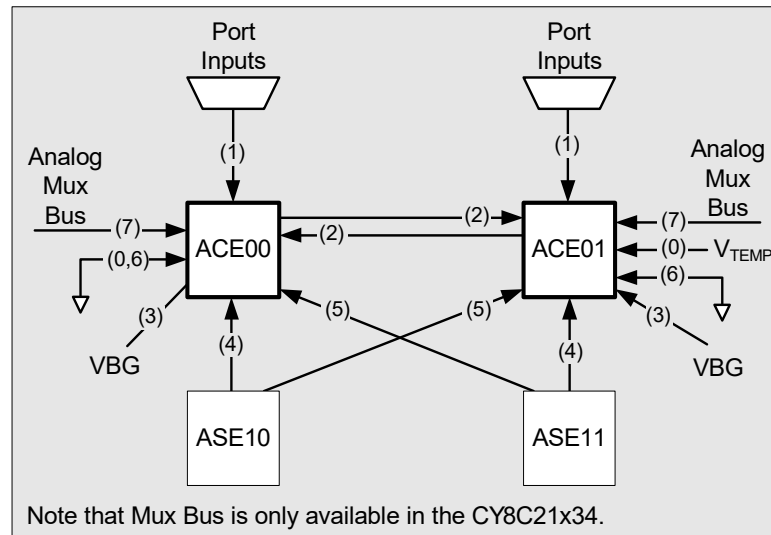 Port
Inputs
Port
Inputs
(1)
(1)
Analog
Mux
Bus
Analog
Mux
Bus
(7)
(2)
(2)
(7)
ACE00
ACE01
(0)
V_TEMP
(0,6)
(6)
(3)
(5)
(5)
(3)
VBG
(4)
(4)
VBG
ASE10
ASE11
Note that Mux Bus is only available in the CY8C21x34.